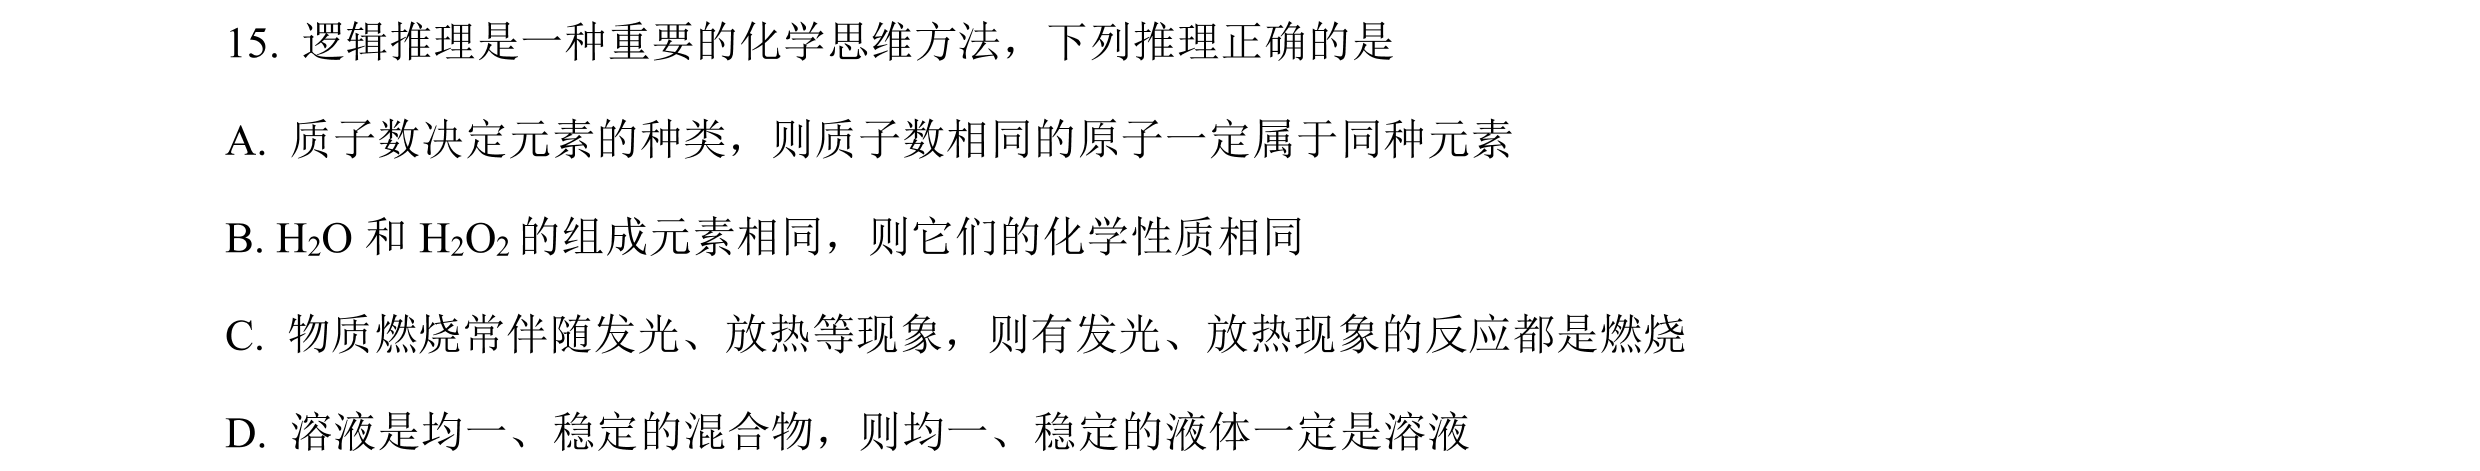 15. 逻辑推理是一种重要的化学思维方法，下列推理正确的是
A. 质子数决定元素的种类，则质子数相同的原子一定属于同种元素
B. H₂O 和 H₂O₂ 的组成元素相同，则它们的化学性质相同
C. 物质燃烧常伴随发光、放热等现象，则有发光、放热现象的反应都是燃烧
D. 溶液是均一、稳定的混合物，则均一、稳定的液体一定是溶液